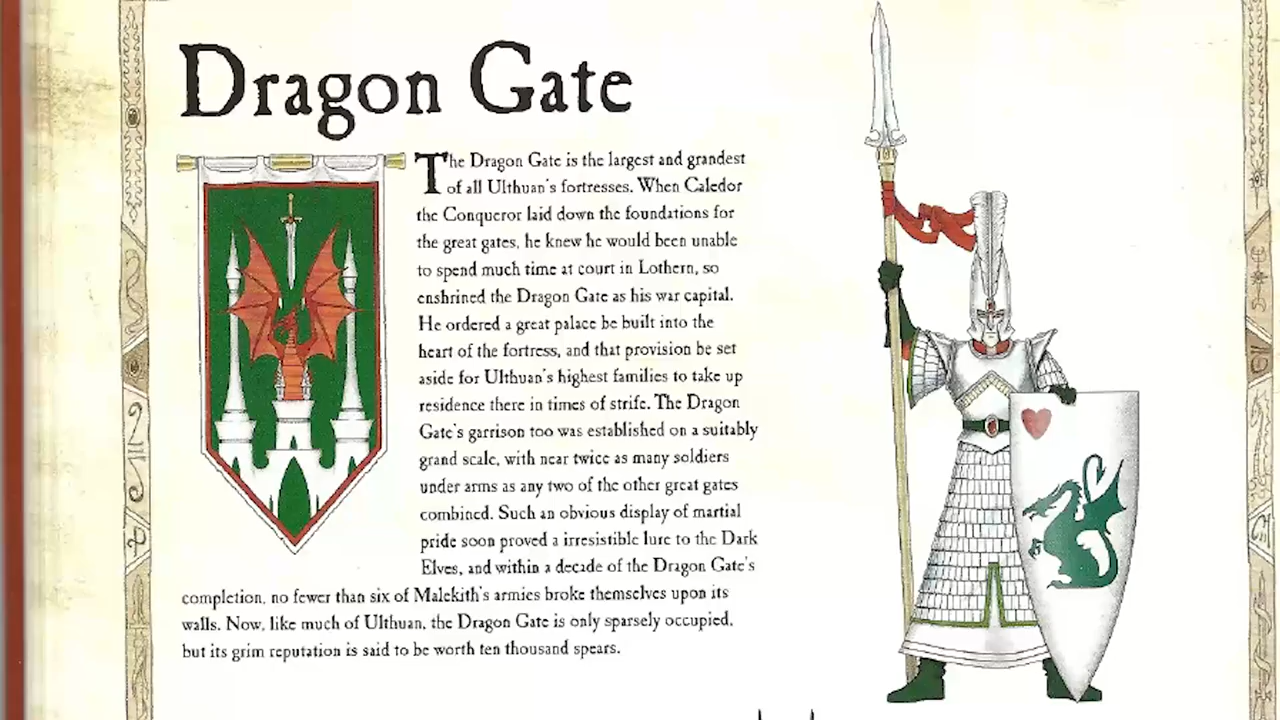 Dragon Gate
The Dragon Gate is the largest and grandest
of all Ulthuan's fortresses. When Caledor
the Conqueror laid down the foundations for
the great gates, he knew he would been unable
to spend much time at court in Lothern, so
enshrined the Dragon Gate as his war capital.
He ordered a great palace be built into the
heart of the fortress, and that provision be set
aside for Ulthuan's highest families to take up
residence there in times of strife. The Dragon
Gate's garrison too was established on a suitably
grand scale, with near twice as many soldiers
under arms as any two of the other great gates
combined. Such an obvious display of martial
pride soon proved a irresistible lure to the Dark
Elves, and within a decade of the Dragon Gate's
completion, no fewer than six of Malekith's armies broke themselves upon its
walls. Now, like much of Ulthuan, the Dragon Gate is only sparsely occupied,
but its grim reputation is said to be worth ten thousand spears.